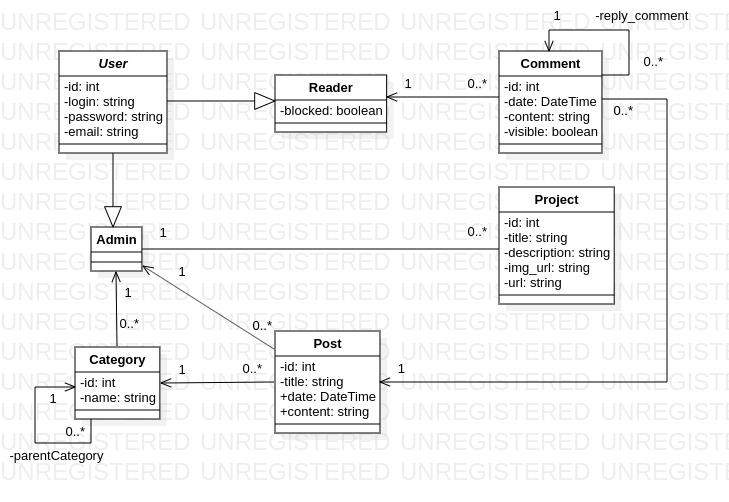 1
-reply_comment
User
-id: int
-login: string
-password: string
-email: string
Reader
-blocked: boolean
1
0..*
Comment
-id: int
-date: DateTime
-content: string
-visible: boolean
0..*
0..*
Project
-id: int
-title: string
-description: string
-img_url: string
-url: string
Admin
1
0..*
1
1
0..*
0..*
Category
-id: int
-name: string
1
0..*
-parentCategory
1
0..*
Post
-id: int
-title: string
+date: DateTime
+content: string
1
UNREGISTERED UNREGISTERED UNREGISTERED UNREGISTERED